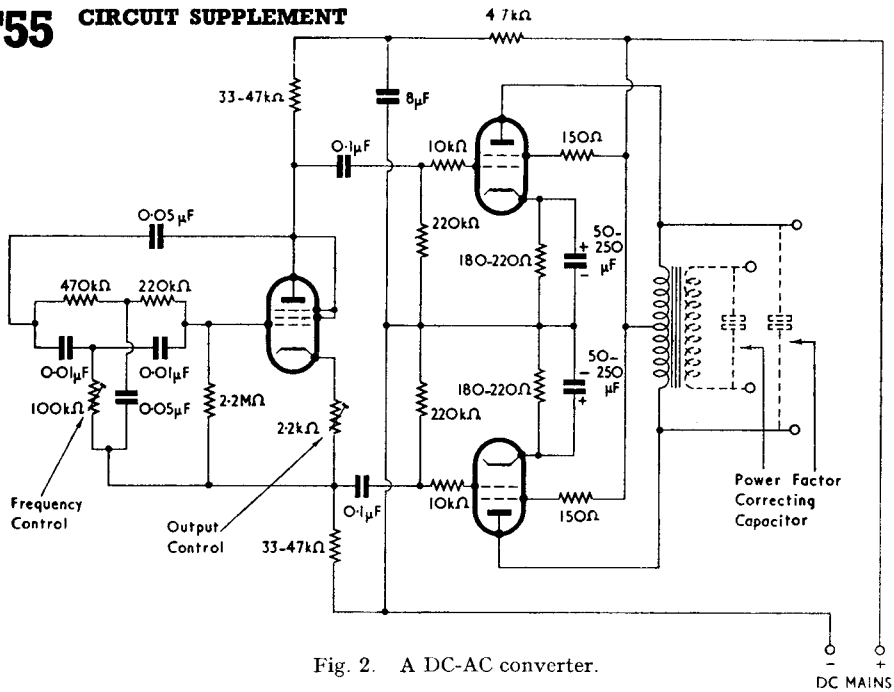 '55 CIRCUIT SUPPLEMENT
4·7kΩ
33-47kΩ
8μF
0·1μF
10kΩ
150Ω
0·05μF
220kΩ
50-
250
μF
180-220Ω
470kΩ
220kΩ
0·01μF
0·01μF
100kΩ
0·05μF
2·2MΩ
2·2kΩ
180-220Ω
50-
250
μF
220kΩ
Frequency
Control
Output
Control
0·1μF
10kΩ
150Ω
Power Factor
Correcting
Capacitor
33-47kΩ
Fig. 2. A DC-AC converter.
- +
DC MAINS